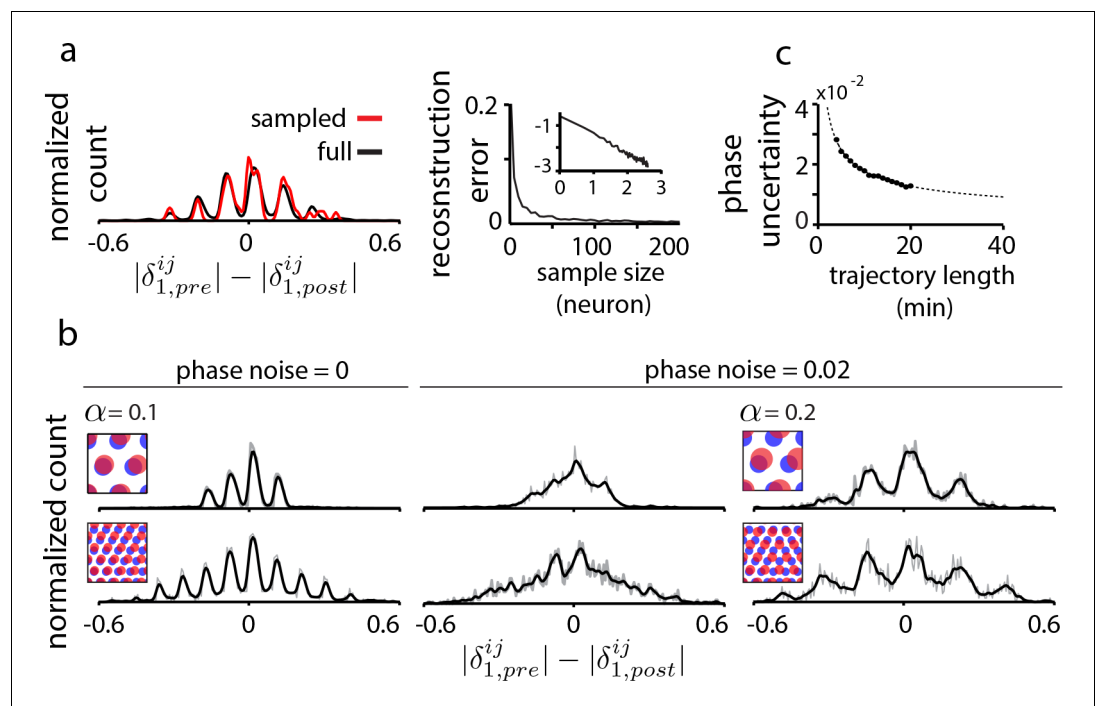 a
normalized
count
sampled
full
-0.6 0 0.6
|δ^{ij}_{1,pre}| − |δ^{ij}_{1,post}|
recosnstruction
error
0.2
0
-1
-3
0 1 2 3
0 100 200
sample size
(neuron)
c
x10 -2
phase
uncertainty
4
2
0
0 20 40
trajectory length
(min)
b
phase noise = 0
phase noise = 0.02
normalized count
α = 0.1
α = 0.2
-0.6 0 0.6
-0.6 0 0.6
-0.6 0 0.6
|δ^{ij}_{1,pre}| − |δ^{ij}_{1,post}|